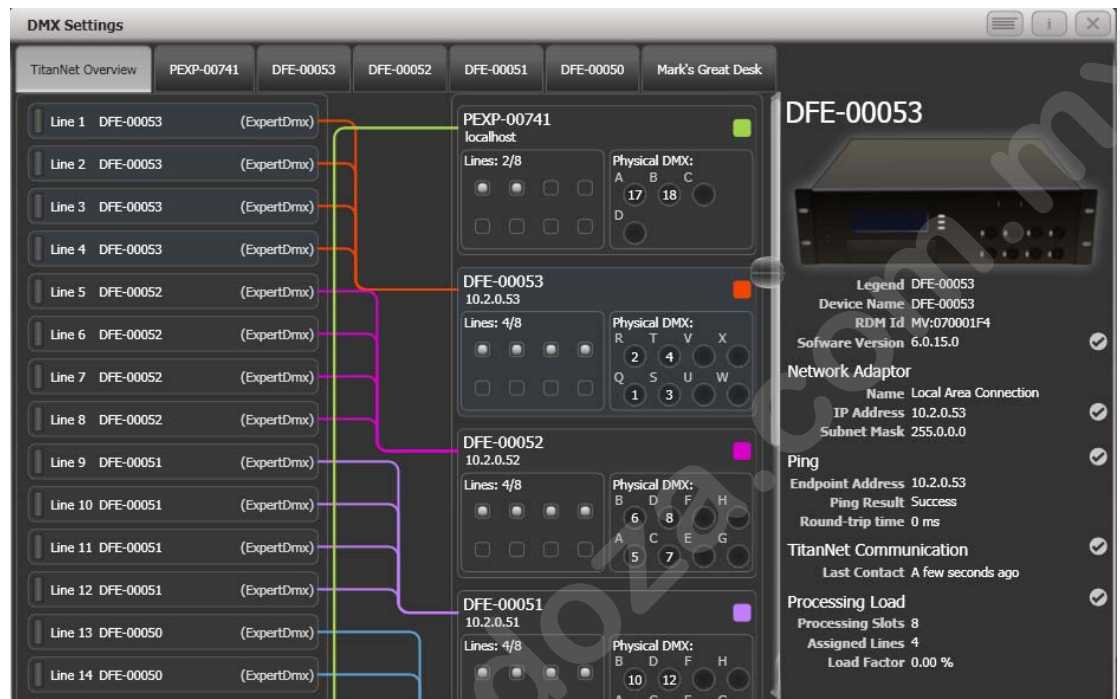 DMX Settings
i X
TitanNet Overview PEXP-00741 DFE-00053 DFE-00052 DFE-00051 DFE-00050 Mark's Great Desk
Line 1 DFE-00053 (ExpertDmx)
Line 2 DFE-00053 (ExpertDmx)
Line 3 DFE-00053 (ExpertDmx)
Line 4 DFE-00053 (ExpertDmx)
Line 5 DFE-00052 (ExpertDmx)
Line 6 DFE-00052 (ExpertDmx)
Line 7 DFE-00052 (ExpertDmx)
Line 8 DFE-00052 (ExpertDmx)
Line 9 DFE-00051 (ExpertDmx)
Line 10 DFE-00051 (ExpertDmx)
Line 11 DFE-00051 (ExpertDmx)
Line 12 DFE-00051 (ExpertDmx)
Line 13 DFE-00050 (ExpertDmx)
Line 14 DFE-00050 (ExpertDmx)
PEXP-00741
localhost
Lines: 2/8 Physical DMX:
A B C
17 18
D
DFE-00053
10.2.0.53
Lines: 4/8 Physical DMX:
R T V X
2 4
Q S U W
1 3
DFE-00052
10.2.0.52
Lines: 4/8 Physical DMX:
B D F H
6 8
A C E G
5 7
DFE-00051
10.2.0.51
Lines: 4/8 Physical DMX:
B D F H
10 12
DFE-00053
Legend DFE-00053
Device Name DFE-00053
RDM Id MV:070001F4
Sofware Version 6.0.15.0
Network Adaptor
Name Local Area Connection
IP Address 10.2.0.53
Subnet Mask 255.0.0.0
Ping
Endpoint Address 10.2.0.53
Ping Result Success
Round-trip time 0 ms
TitanNet Communication
Last Contact A few seconds ago
Processing Load
Processing Slots 8
Assigned Lines 4
Load Factor 0.00 %
doza.com.mx